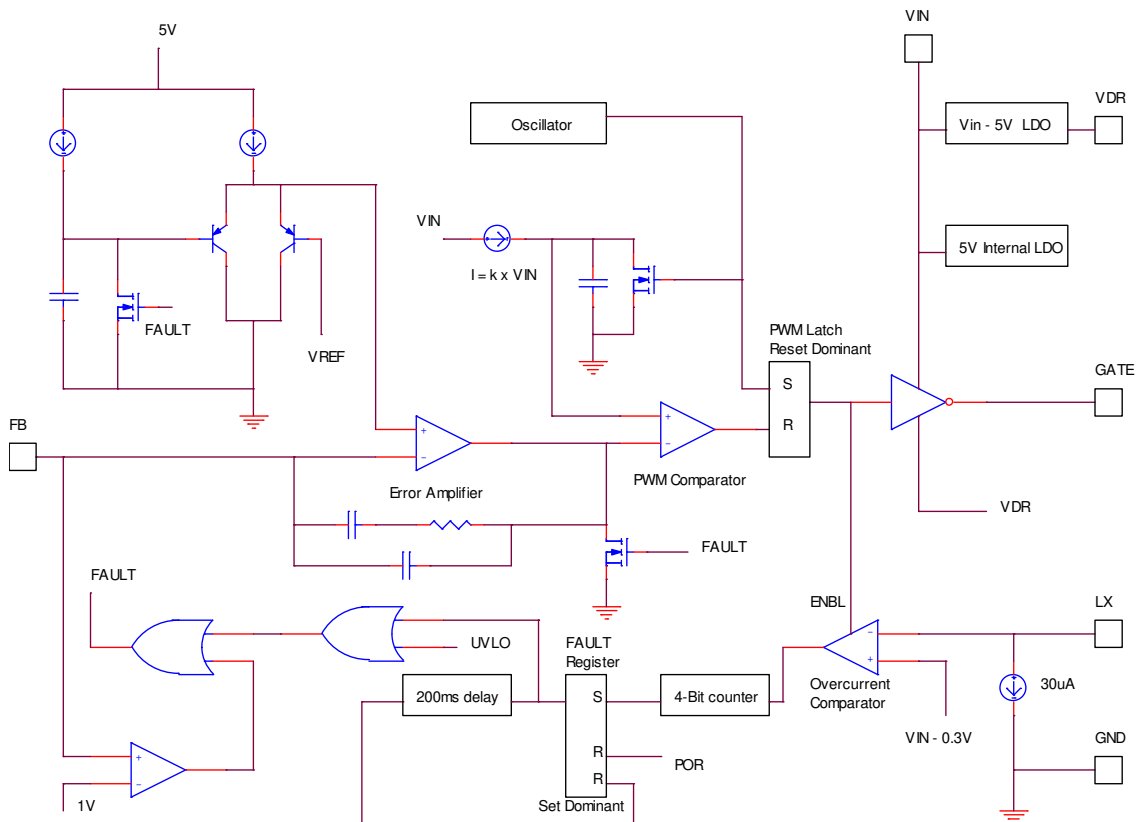 5V
VIN
VDR
Oscillator
Vin - 5V LDO
VIN
5V Internal LDO
I = k x VIN
FAULT
VREF
PWM Latch
Reset Dominant
GATE
S
R
FB
+
-
+
-
PWM Comparator
Error Amplifier
VDR
FAULT
FAULT
ENBL
LX
UVLO
FAULT
Register
-
+
200ms delay
S
4-Bit counter
Overcurrent
Comparator
30uA
VIN - 0.3V
GND
+
-
R
R
POR
1V
Set Dominant